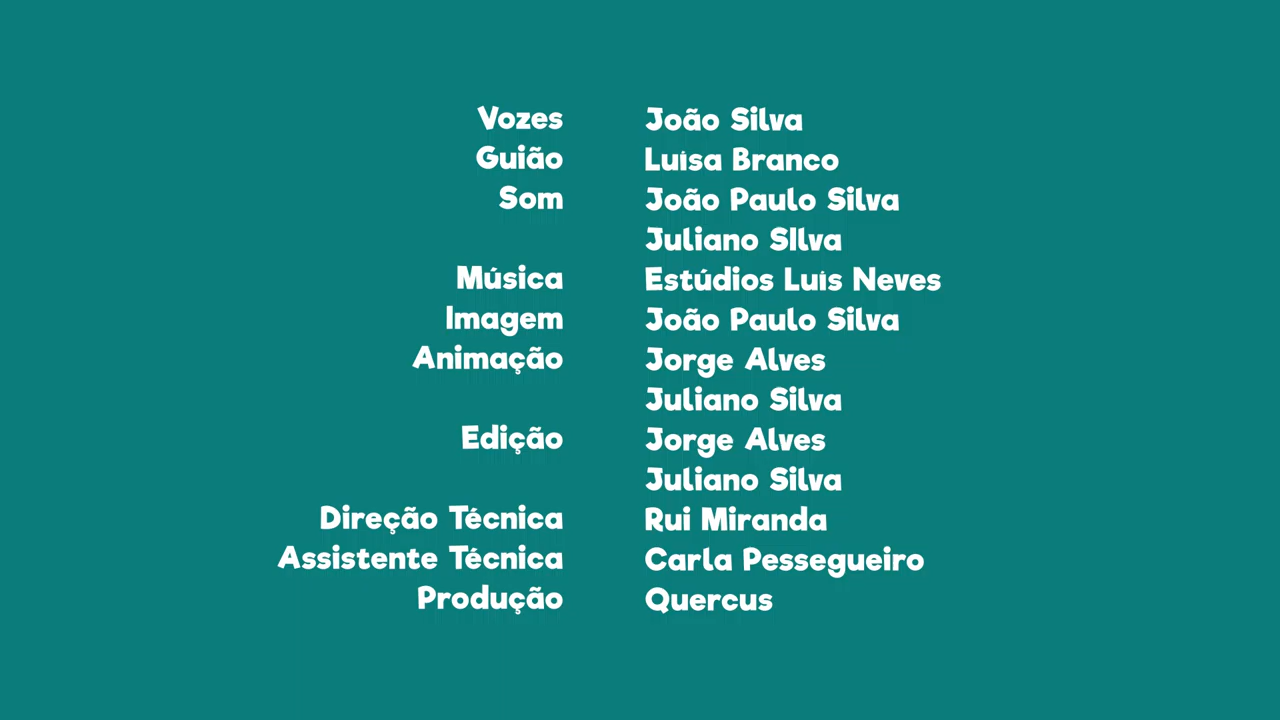 Vozes João Silva
Guião Luísa Branco
Som João Paulo Silva
Juliano SIlva
Música Estúdios Luís Neves
Imagem João Paulo Silva
Animação Jorge Alves
Juliano Silva
Edição Jorge Alves
Juliano Silva
Direção Técnica Rui Miranda
Assistente Técnica Carla Pessegueiro
Produção Quercus